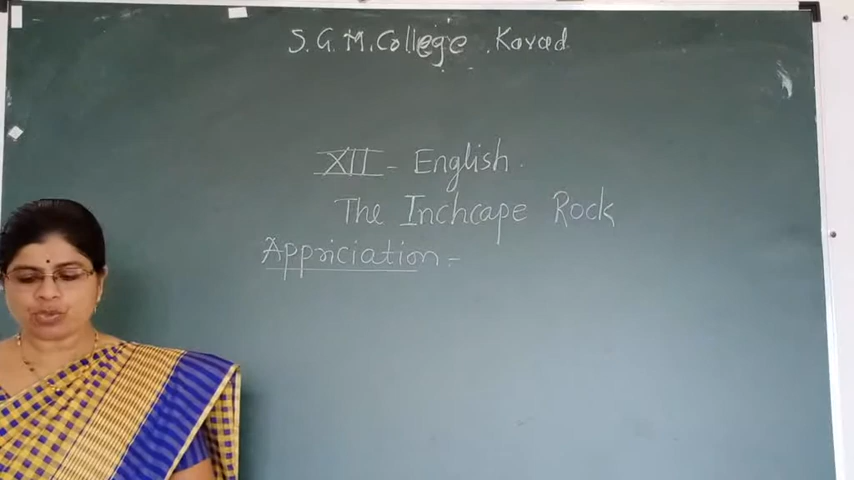 S.G.M.College .Karad
XII - English.
The Inchcape Rock
Appriciation -